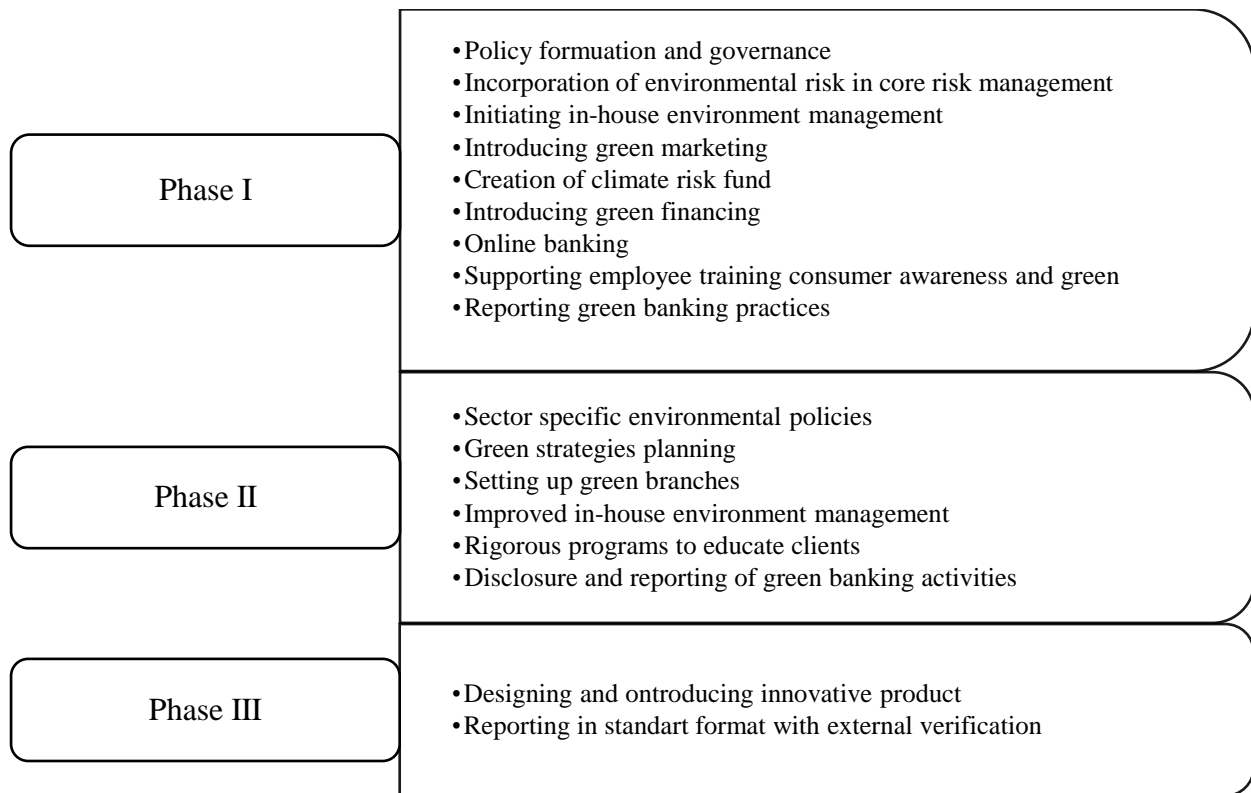 Phase I
•Policy formuation and governance
•Incorporation of environmental risk in core risk management
•Initiating in-house environment management
•Introducing green marketing
•Creation of climate risk fund
•Introducing green financing
•Online banking
•Supporting employee training consumer awareness and green
•Reporting green banking practices
Phase II
•Sector specific environmental policies
•Green strategies planning
•Setting up green branches
•Improved in-house environment management
•Rigorous programs to educate clients
•Disclosure and reporting of green banking activities
Phase III
•Designing and ontroducing innovative product
•Reporting in standart format with external verification